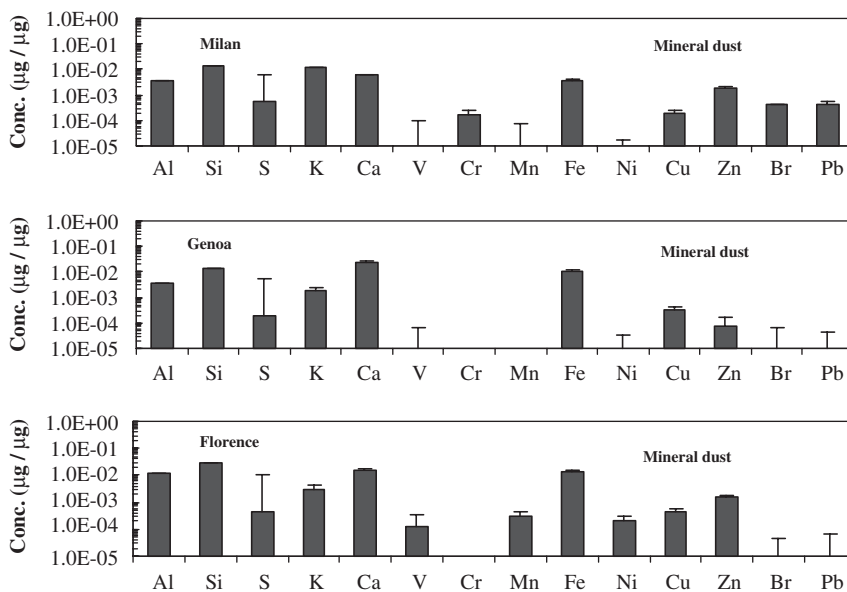 Conc. (µg / µg)
1.0E+00
1.0E-01
1.0E-02
1.0E-03
1.0E-04
1.0E-05
Milan
Mineral dust
Al Si S K Ca V Cr Mn Fe Ni Cu Zn Br Pb
Conc. (µg / µg)
1.0E+00
1.0E-01
1.0E-02
1.0E-03
1.0E-04
1.0E-05
Genoa
Mineral dust
Al Si S K Ca V Cr Mn Fe Ni Cu Zn Br Pb
Conc. (µg / µg)
1.0E+00
1.0E-01
1.0E-02
1.0E-03
1.0E-04
1.0E-05
Florence
Mineral dust
Al Si S K Ca V Cr Mn Fe Ni Cu Zn Br Pb